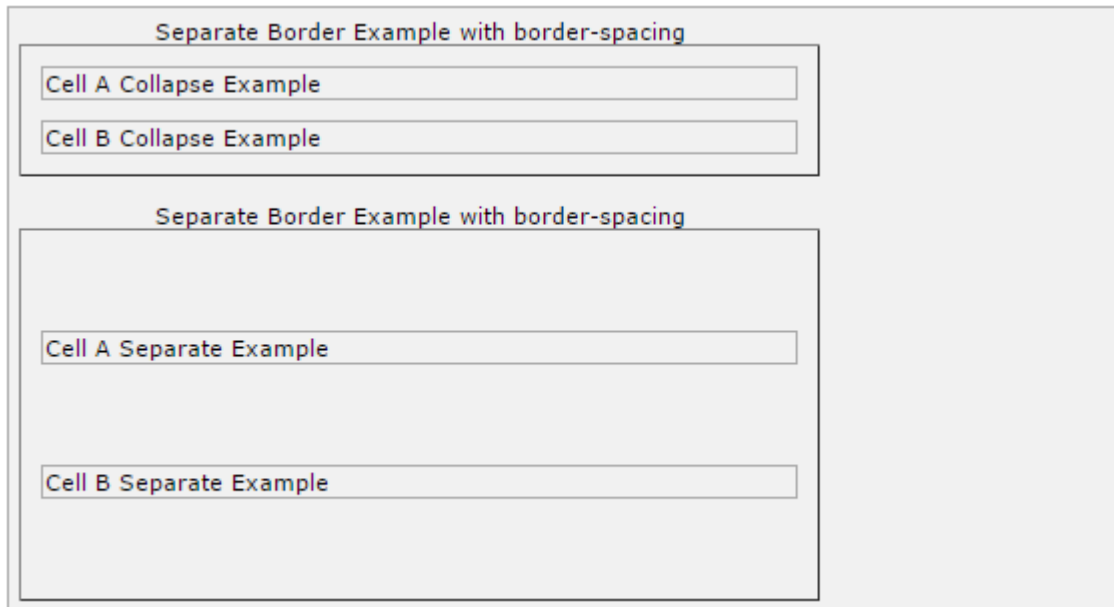 Separate Border Example with border-spacing
Cell A Collapse Example
Cell B Collapse Example
Separate Border Example with border-spacing
Cell A Separate Example
Cell B Separate Example